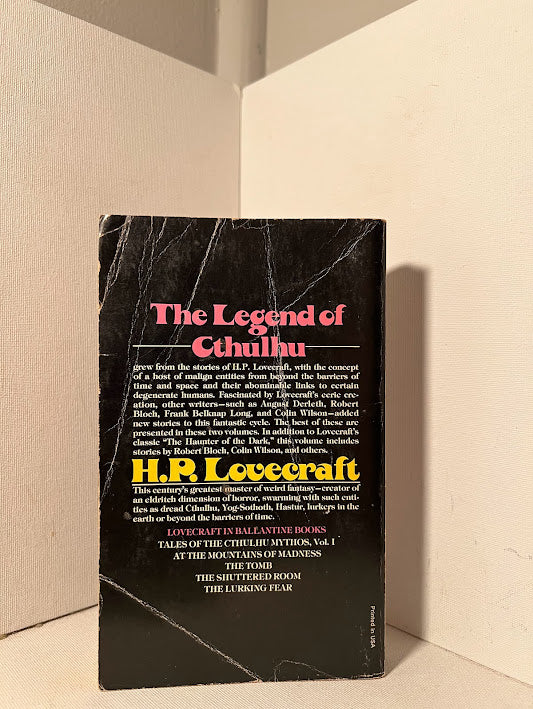 The Legend of
Cthulhu
grew from the stories of H.P. Lovecraft, with the concept
of a host of malign entities from beyond the barriers of
time and space and their abominable links to certain
degenerate humans. Fascinated by Lovecraft's eerie cre-
ation, other writers—such as August Derleth, Robert
Bloch, Frank Belknap Long, and Colin Wilson—added
new stories to this fantastic cycle. The best of these are
presented in these two volumes. In addition to Lovecraft's
classic "The Haunter of the Dark," this volume includes
stories by Robert Bloch, Colin Wilson, and others.
H.P. Lovecraft
This century's greatest master of weird fantasy—creator of
an eldritch dimension of horror, swarming with such enti-
ties as dread Cthulhu, Yog-Sothoth, Hastur, lurkers in the
earth or beyond the barriers of time.
LOVECRAFT IN BALLANTINE BOOKS
TALES OF THE CTHULHU MYTHOS, Vol. I
AT THE MOUNTAINS OF MADNESS
THE TOMB
THE SHUTTERED ROOM
THE LURKING FEAR
Printed in USA